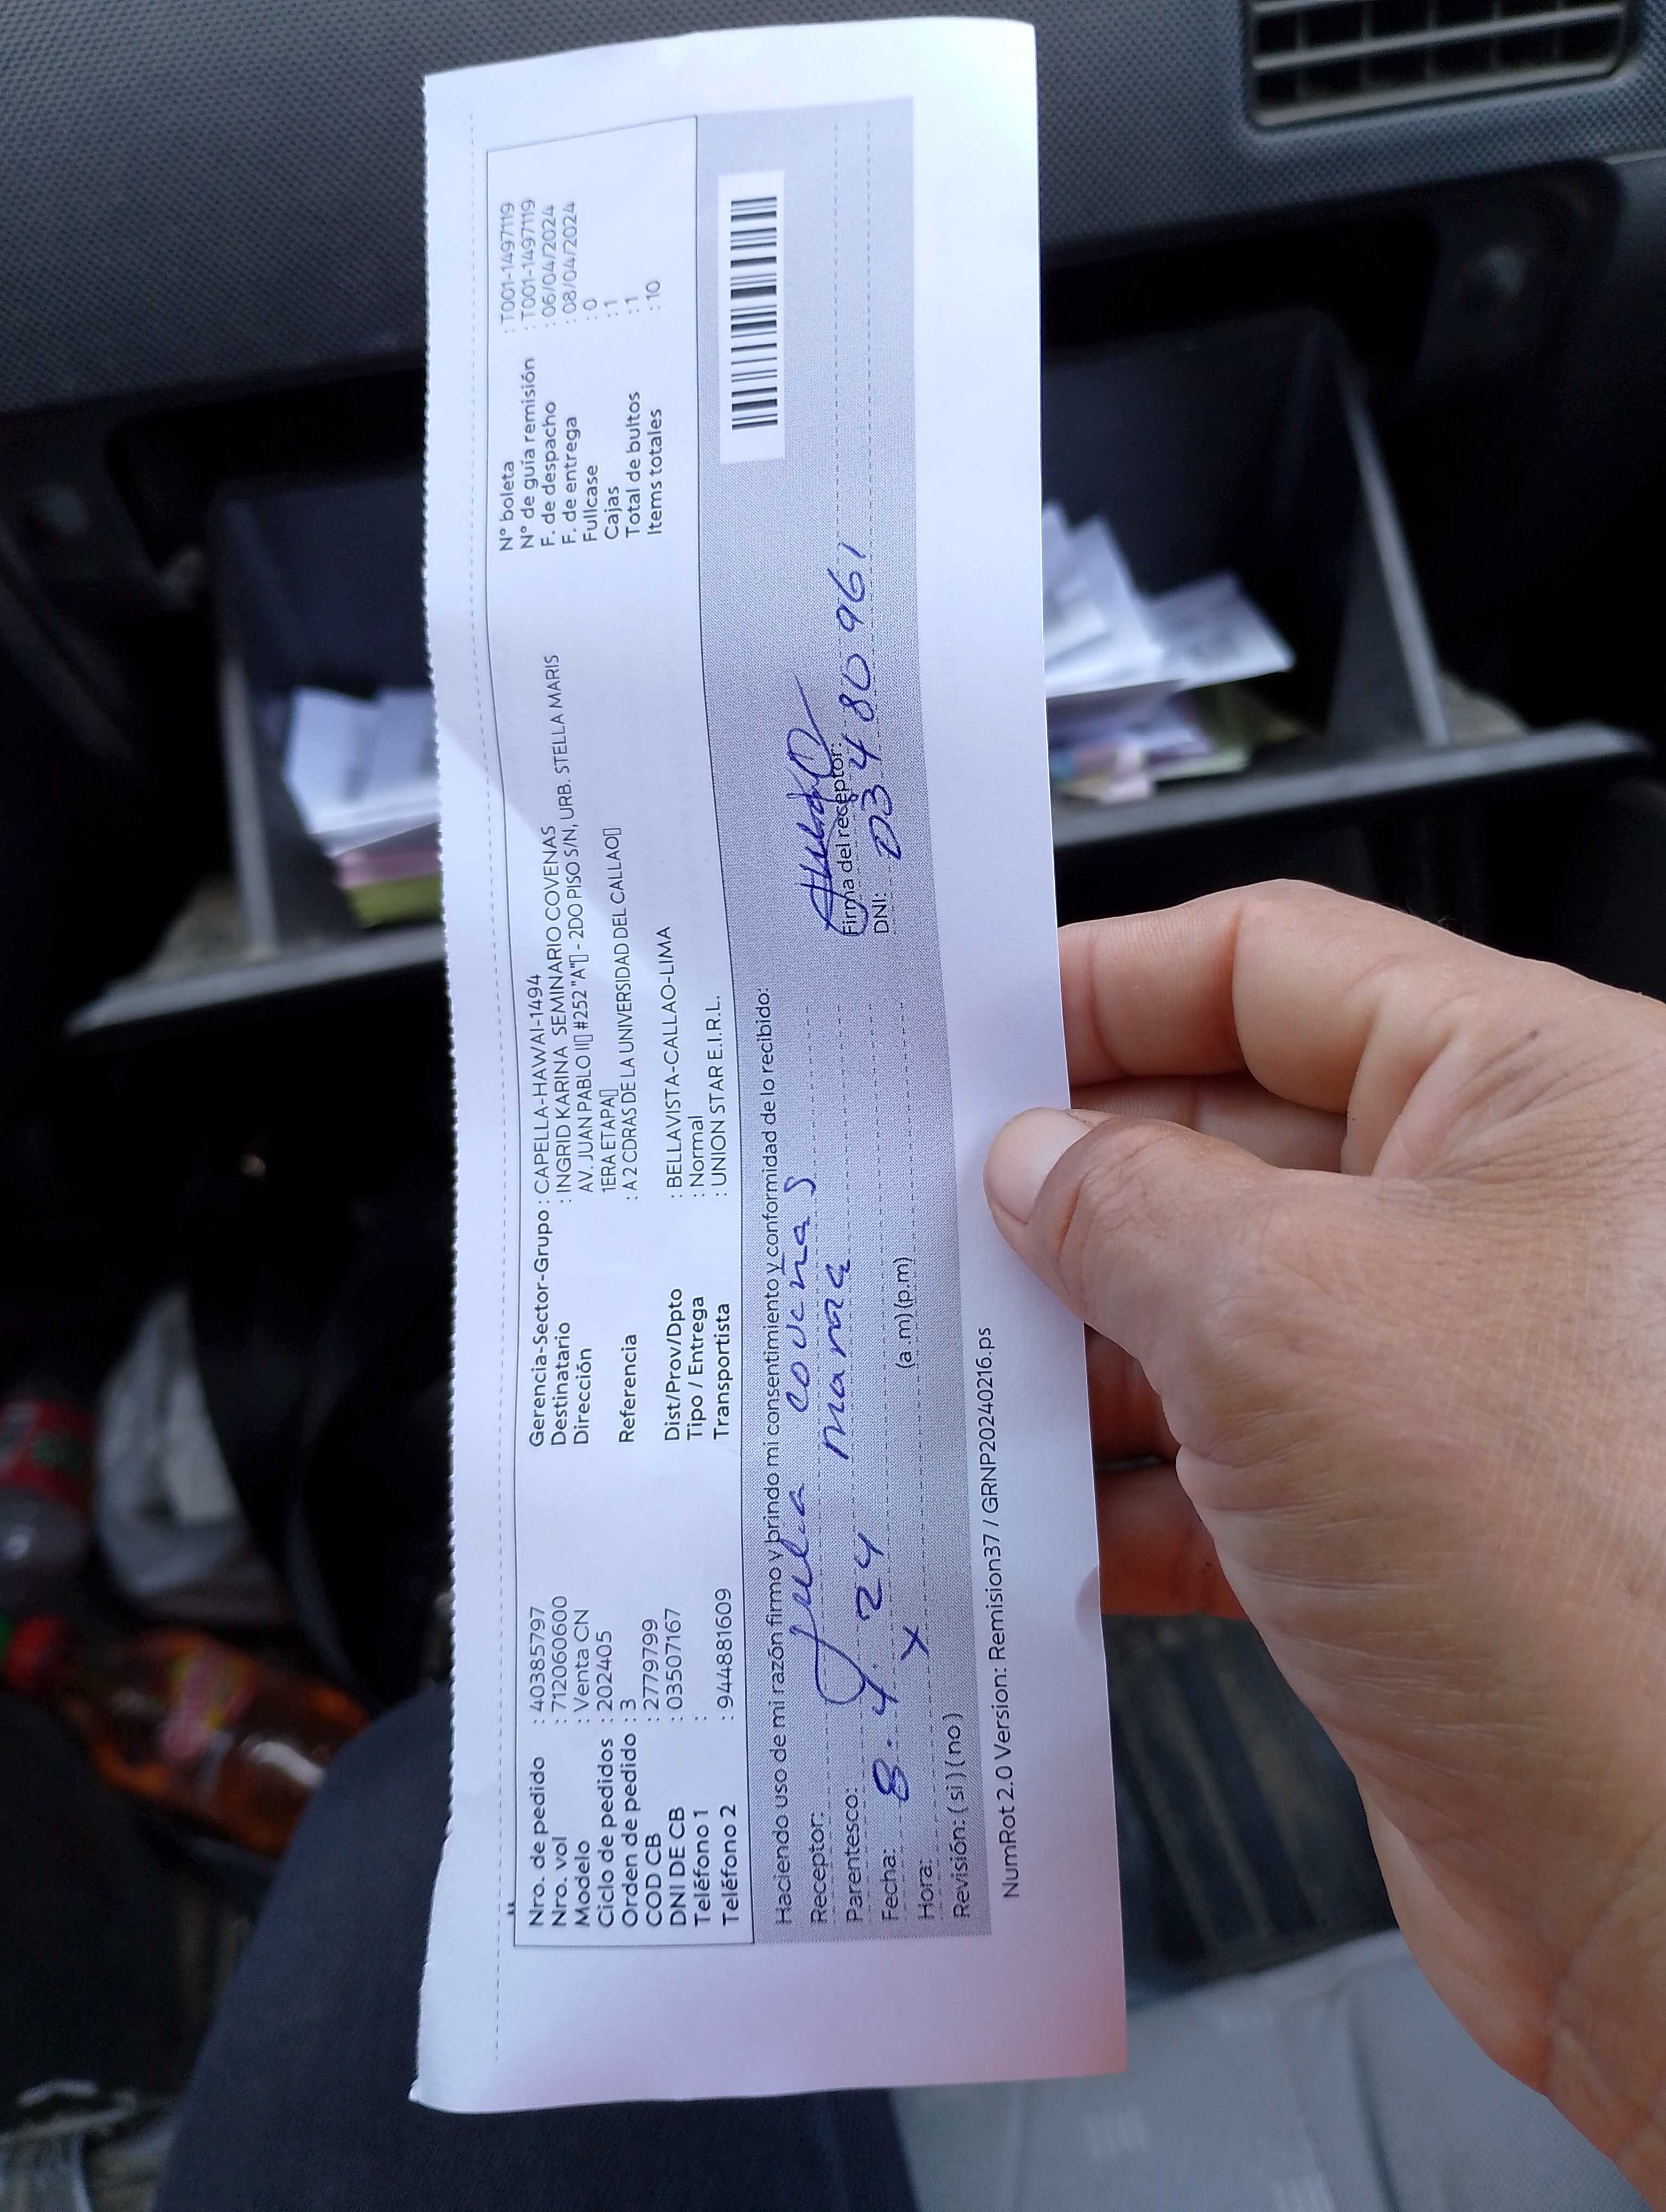 Nro. de pedido : 40385797
Nro. vol : 712060600
Modelo : Venta CN
Ciclo de pedidos : 202405
Orden de pedido : 3
COD CB : 2779799
DNI DE CB : 03507167
Teléfono 1 :
Teléfono 2 : 944881609
Gerencia-Sector-Grupo : CAPELLA-HAWAI-1494
Destinatario : INGRID KARINA SEMINARIO COVENAS
Dirección AV. JUAN PABLO II▯ #252 "A"▯ - 2DO PISO S/N, URB. STELLA MARIS
1ERA ETAPA▯
Referencia : A 2 CDRAS DE LA UNIVERSIDAD DEL CALLAO▯
Dist/Prov/Dpto : BELLAVISTA-CALLAO-LIMA
Tipo / Entrega : Normal
Transportista : UNION STAR E.I.R.L.
N° boleta : T001-1497119
N° de guía remisión : T001-1497119
F. de despacho : 06/04/2024
F. de entrega : 08/04/2024
Fullcase : 0
Cajas : 1
Total de bultos : 1
Items totales : 10
Haciendo uso de mi razón firmo y brindo mi consentimiento y conformidad de lo recibido:
Receptor: Julia covenas
Parentesco: mama
Fecha: 8.4.24
Hora: x (a.m) (p.m)
Revisión: ( si ) ( no )
Firma del receptor:
DNI: 03480961
NumRot 2.0 Version: Remision37 / GRNP20240216.ps